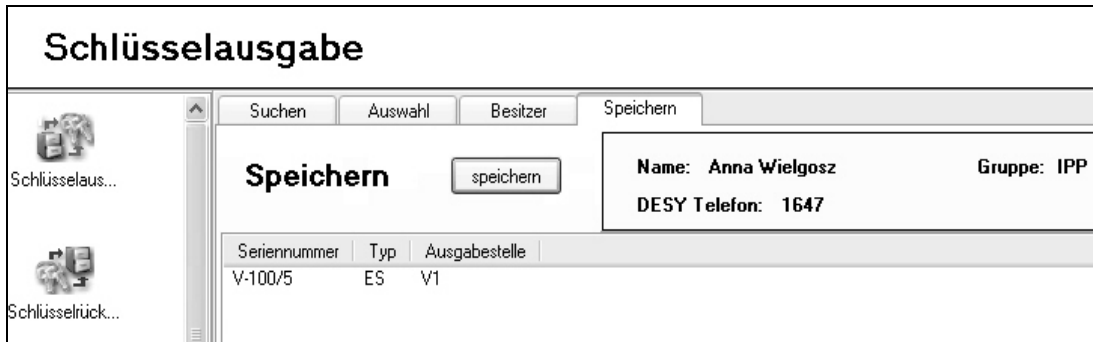 Schlüsselausgabe
Schlüsselaus...
Schlüsselrück...
Suchen Auswahl Besitzer Speichern
Speichern speichern
Name: Anna Wielgosz Gruppe: IPP
DESY Telefon: 1647
Seriennummer Typ Ausgabestelle
V-100/5 ES V1